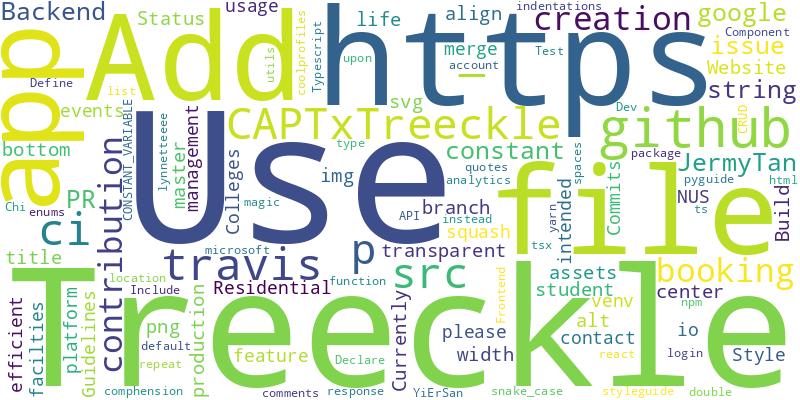 Backend
Status
usage
life
align
indentations
creation
google
app
Add
https
Component
issue
Define
list
utils
coolprofiles
Typescript
upon
merge
account
Test
Website
events
svg
string
CONSTANT_VARIABLE
lynnetteeee
master
management
CAPTxTreeckle
github
Dev
CRUD
bottom
contribution
Use
constant
type
quotes
package
JermyTan
Colleges
img
file
spaces
Commits
pyguide
html
PR
magic
analytics
Chi
enums
API
instead
branch
NUS
ts
ci
squash
yarn
intended
Build
title
travis
microsoft
p
transparent
tsx
booking
location
function
src
assets
Include
Residential
student
center
efficient
facilties
platform
Guidelines
Treeckle
production
png
default
repeat
feature
Declare
Currently
please
width
Frontend
venv
alt
contact
npm
io
react
login
Style
comphension
comments
response
YiErSan
snake_case
styleguide
double